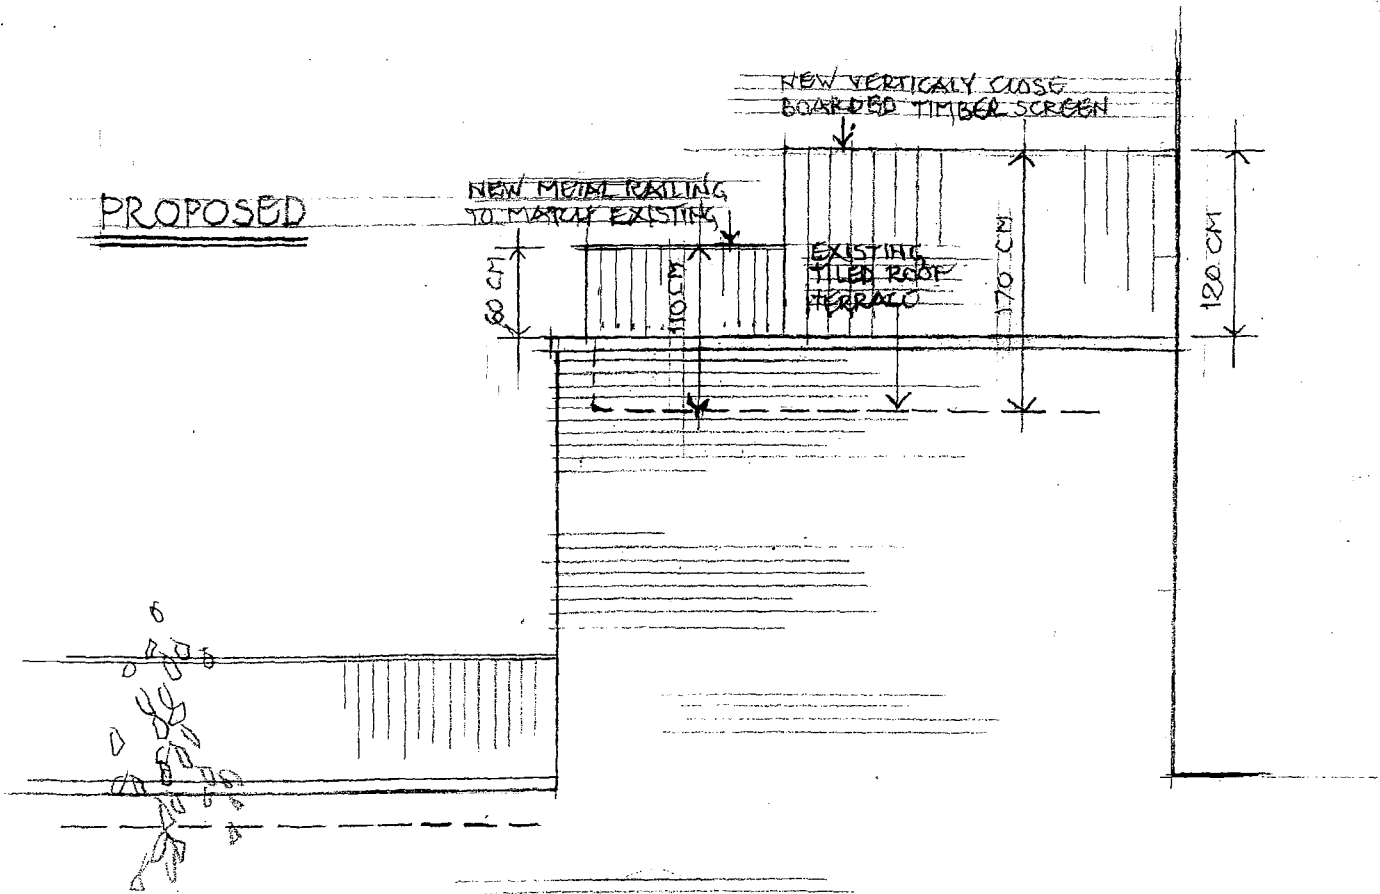 NEW VERTICALY CLOSE
BOARDED TIMBER SCREEN
PROPOSED
NEW METAL RAILING
TO MATCH EXISTING
60 CM
110 CM
EXISTING
TILED ROOF
TERRACE
170 CM
120 CM